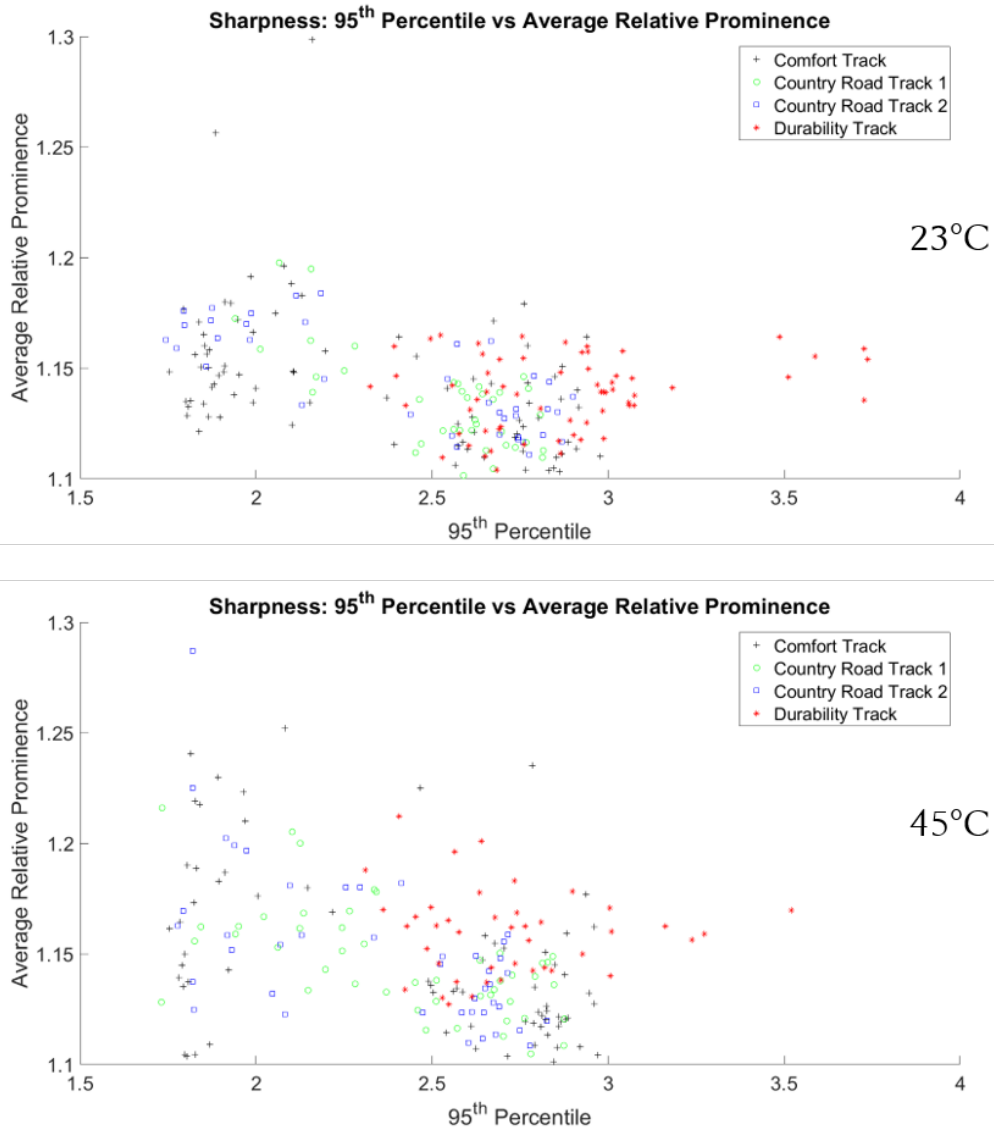 Sharpness: 95th Percentile vs Average Relative Prominence
1.3
1.25
1.2
1.15
1.1
Average Relative Prominence
Comfort Track
Country Road Track 1
Country Road Track 2
Durability Track
23°C
1.5 2 2.5 3 3.5 4
95th Percentile
Sharpness: 95th Percentile vs Average Relative Prominence
1.3
1.25
1.2
1.15
1.1
Average Relative Prominence
Comfort Track
Country Road Track 1
Country Road Track 2
Durability Track
45°C
1.5 2 2.5 3 3.5 4
95th Percentile